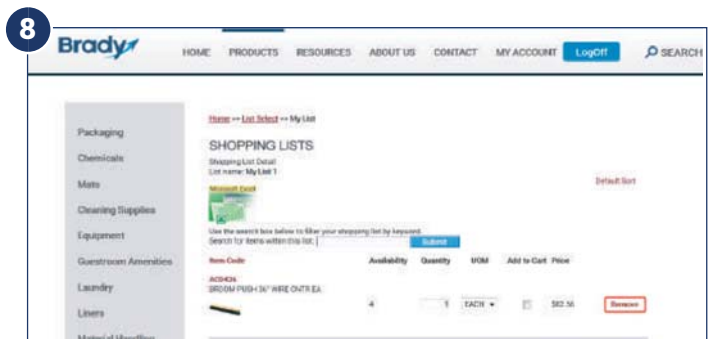 8
Brady
HOME PRODUCTS RESOURCES ABOUT US CONTACT MY ACCOUNT LogOff SEARCH
Packaging
Chemicals
Mats
Cleaning Supplies
Equipment
Guestroom Amenities
Laundry
Liners
Material Handling
Home >> List Select >> My List
SHOPPING LISTS
Shopping List Detail
List name: My List 1
Default Sort
Microsoft Excel
Use the search box below to filter your shopping list by keyword.
Search for items within this list: Submit
Item Code Availability Quantity UOM Add to Cart Price
BROOM PUSH 36" WIRE CNTR EA
4 1 EACH Remove